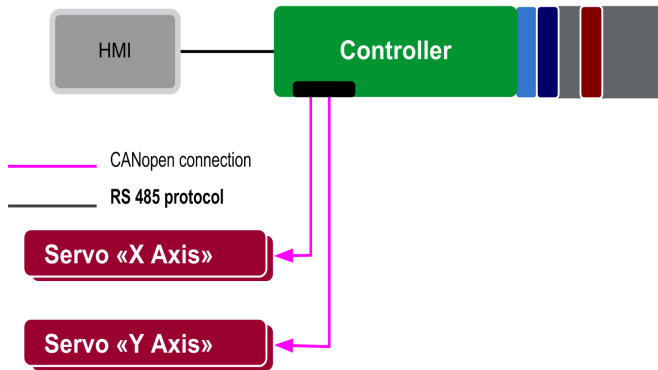 HMI
Controller
CANopen connection
RS 485 protocol
Servo «X Axis»
Servo «Y Axis»